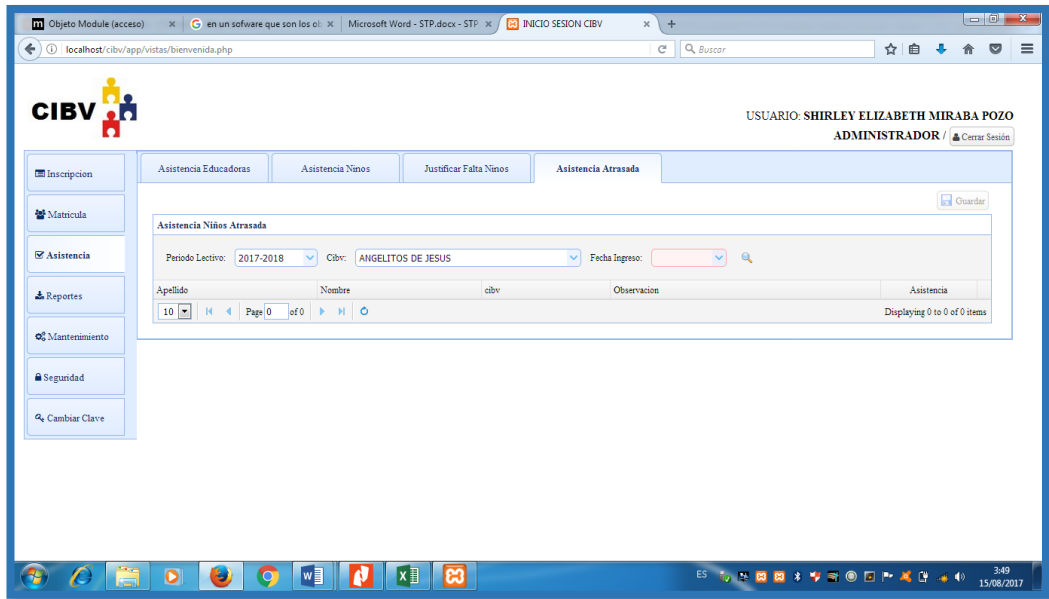 Objeto Module (acceso)
en un sofware que son los ob
Microsoft Word - STP.docx - STP
INICIO SESION CIBV
localhost/cibv/app/vistas/bienvenida.php
Buscar
CIBV
USUARIO: SHIRLEY ELIZABETH MIRABA POZO
ADMINISTRADOR / Cerrar Sesión
Inscripcion
Matricula
Asistencia
Reportes
Mantenimiento
Seguridad
Cambiar Clave
Asistencia Educadoras
Asistencia Ninos
Justificar Falta Ninos
Asistencia Atrasada
Guardar
Asistencia Niños Atrasada
Periodo Lectivo: 2017-2018 Cibv: ANGELITOS DE JESUS Fecha Ingreso:
Apellido Nombre cibv Observacion Asistencia
10 Page 0 of 0 Displaying 0 to 0 of 0 items
ES
3:49
15/08/2017